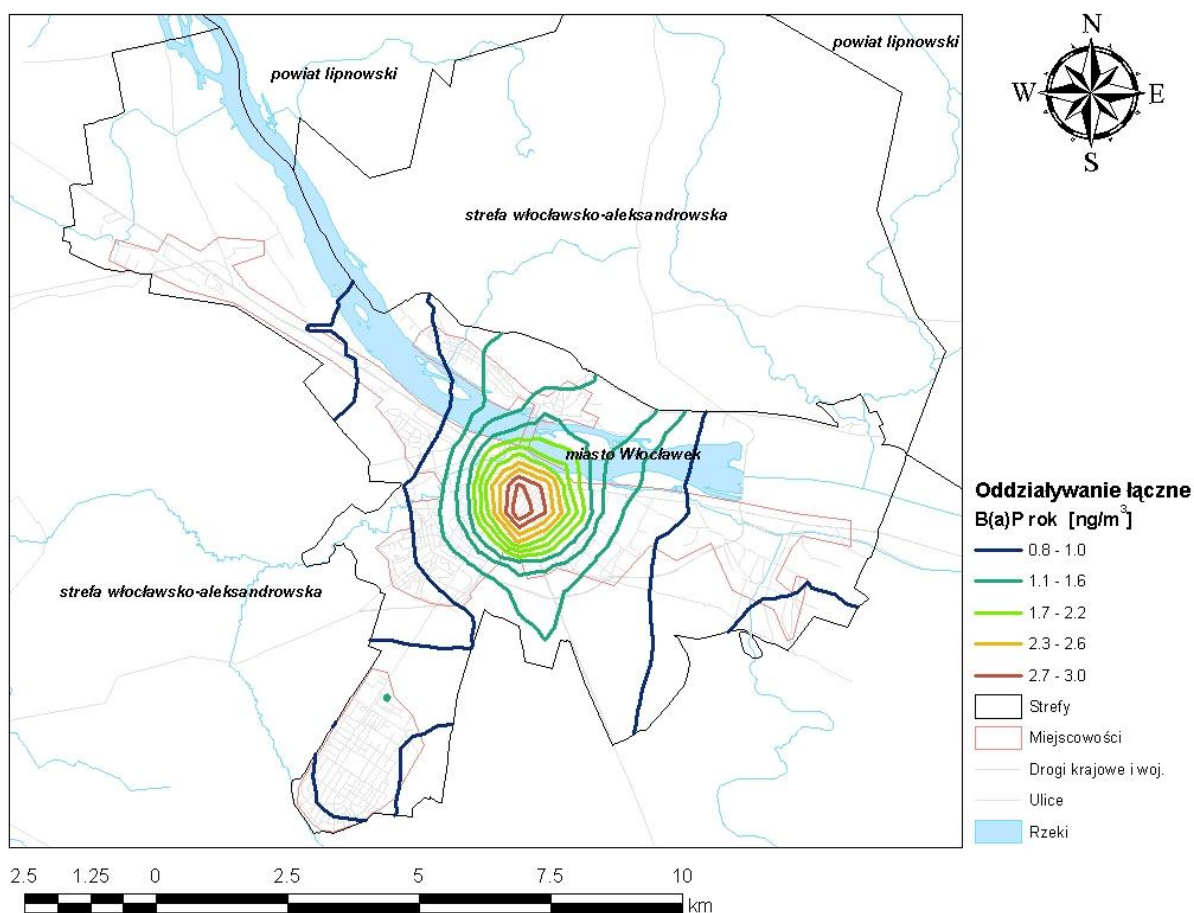 powiat lipnowski
powiat lipnowski
strefa włocławsko-aleksandrowska
miasto Włocławek
strefa włocławsko-aleksandrowska
N
W E
S
Oddziaływanie łączne
B(a)P rok [ng/m³]
0.8 - 1.0
1.1 - 1.6
1.7 - 2.2
2.3 - 2.6
2.7 - 3.0
Strefy
Miejscowości
Drogi krajowe i woj.
Ulice
Rzeki
2.5 1.25 0 2.5 5 7.5 10
km